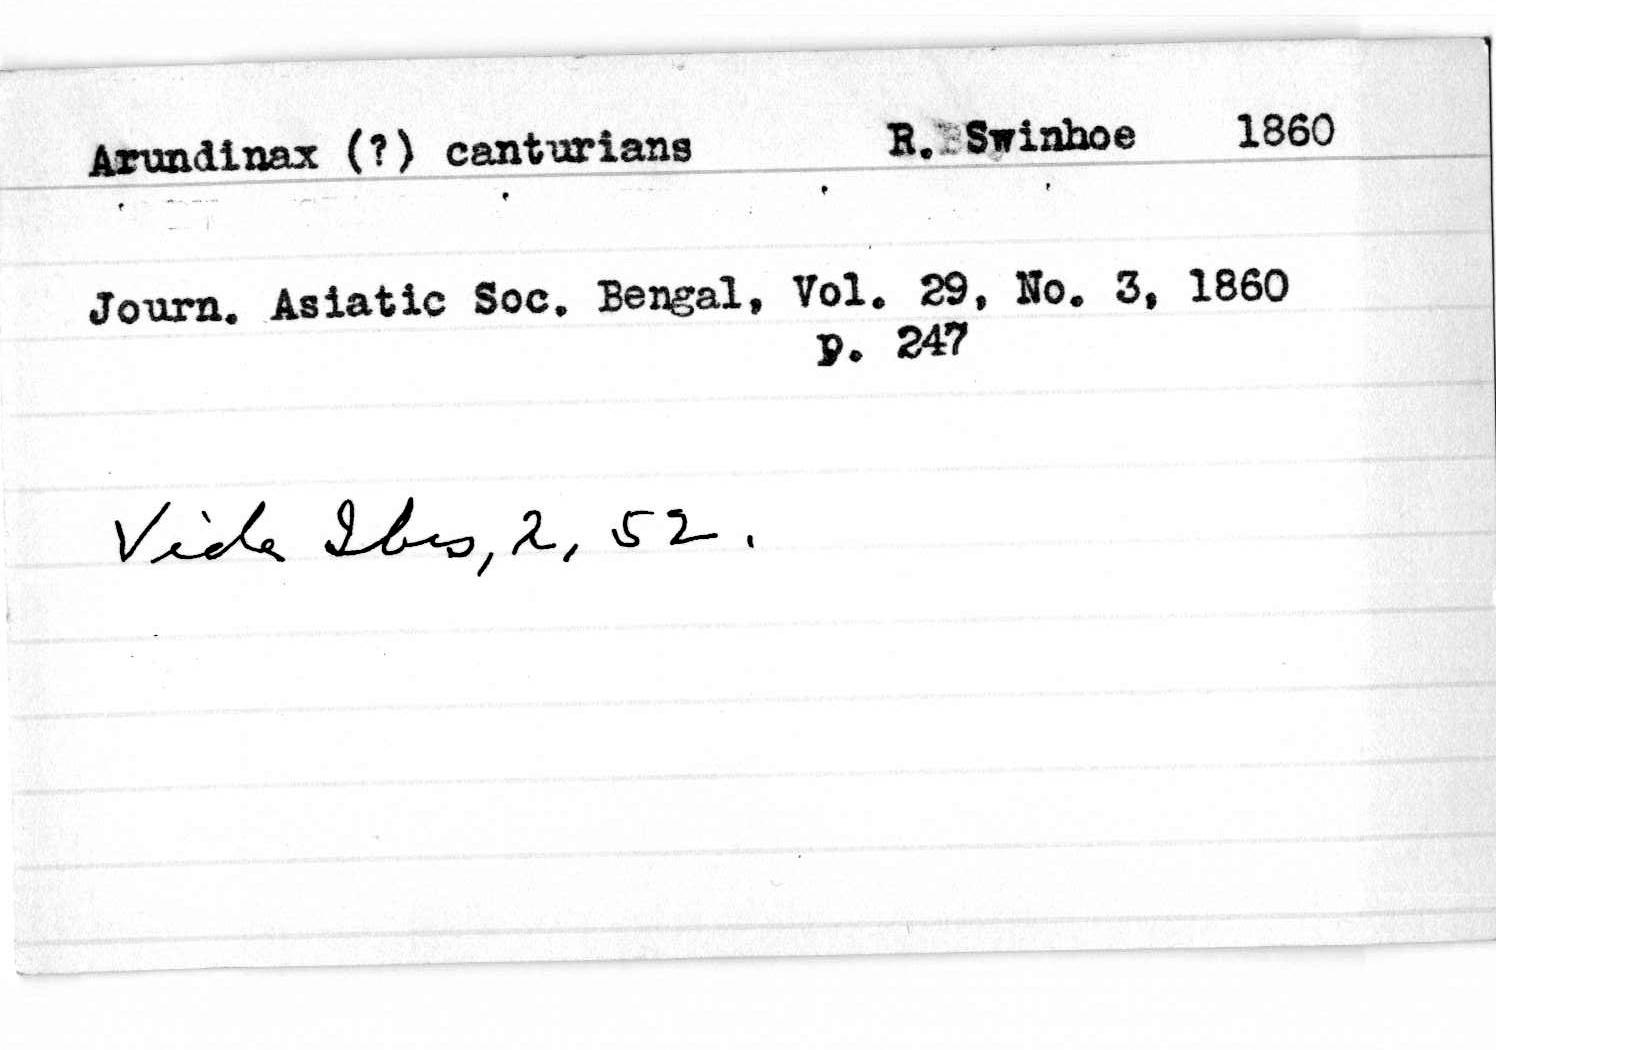 Arundinax (?) canturians R. Swinhoe 1860
Journ. Asiatic Soc. Bengal, Vol. 29, No. 3, 1860
p. 247
Vide Ibis, 2, 52.